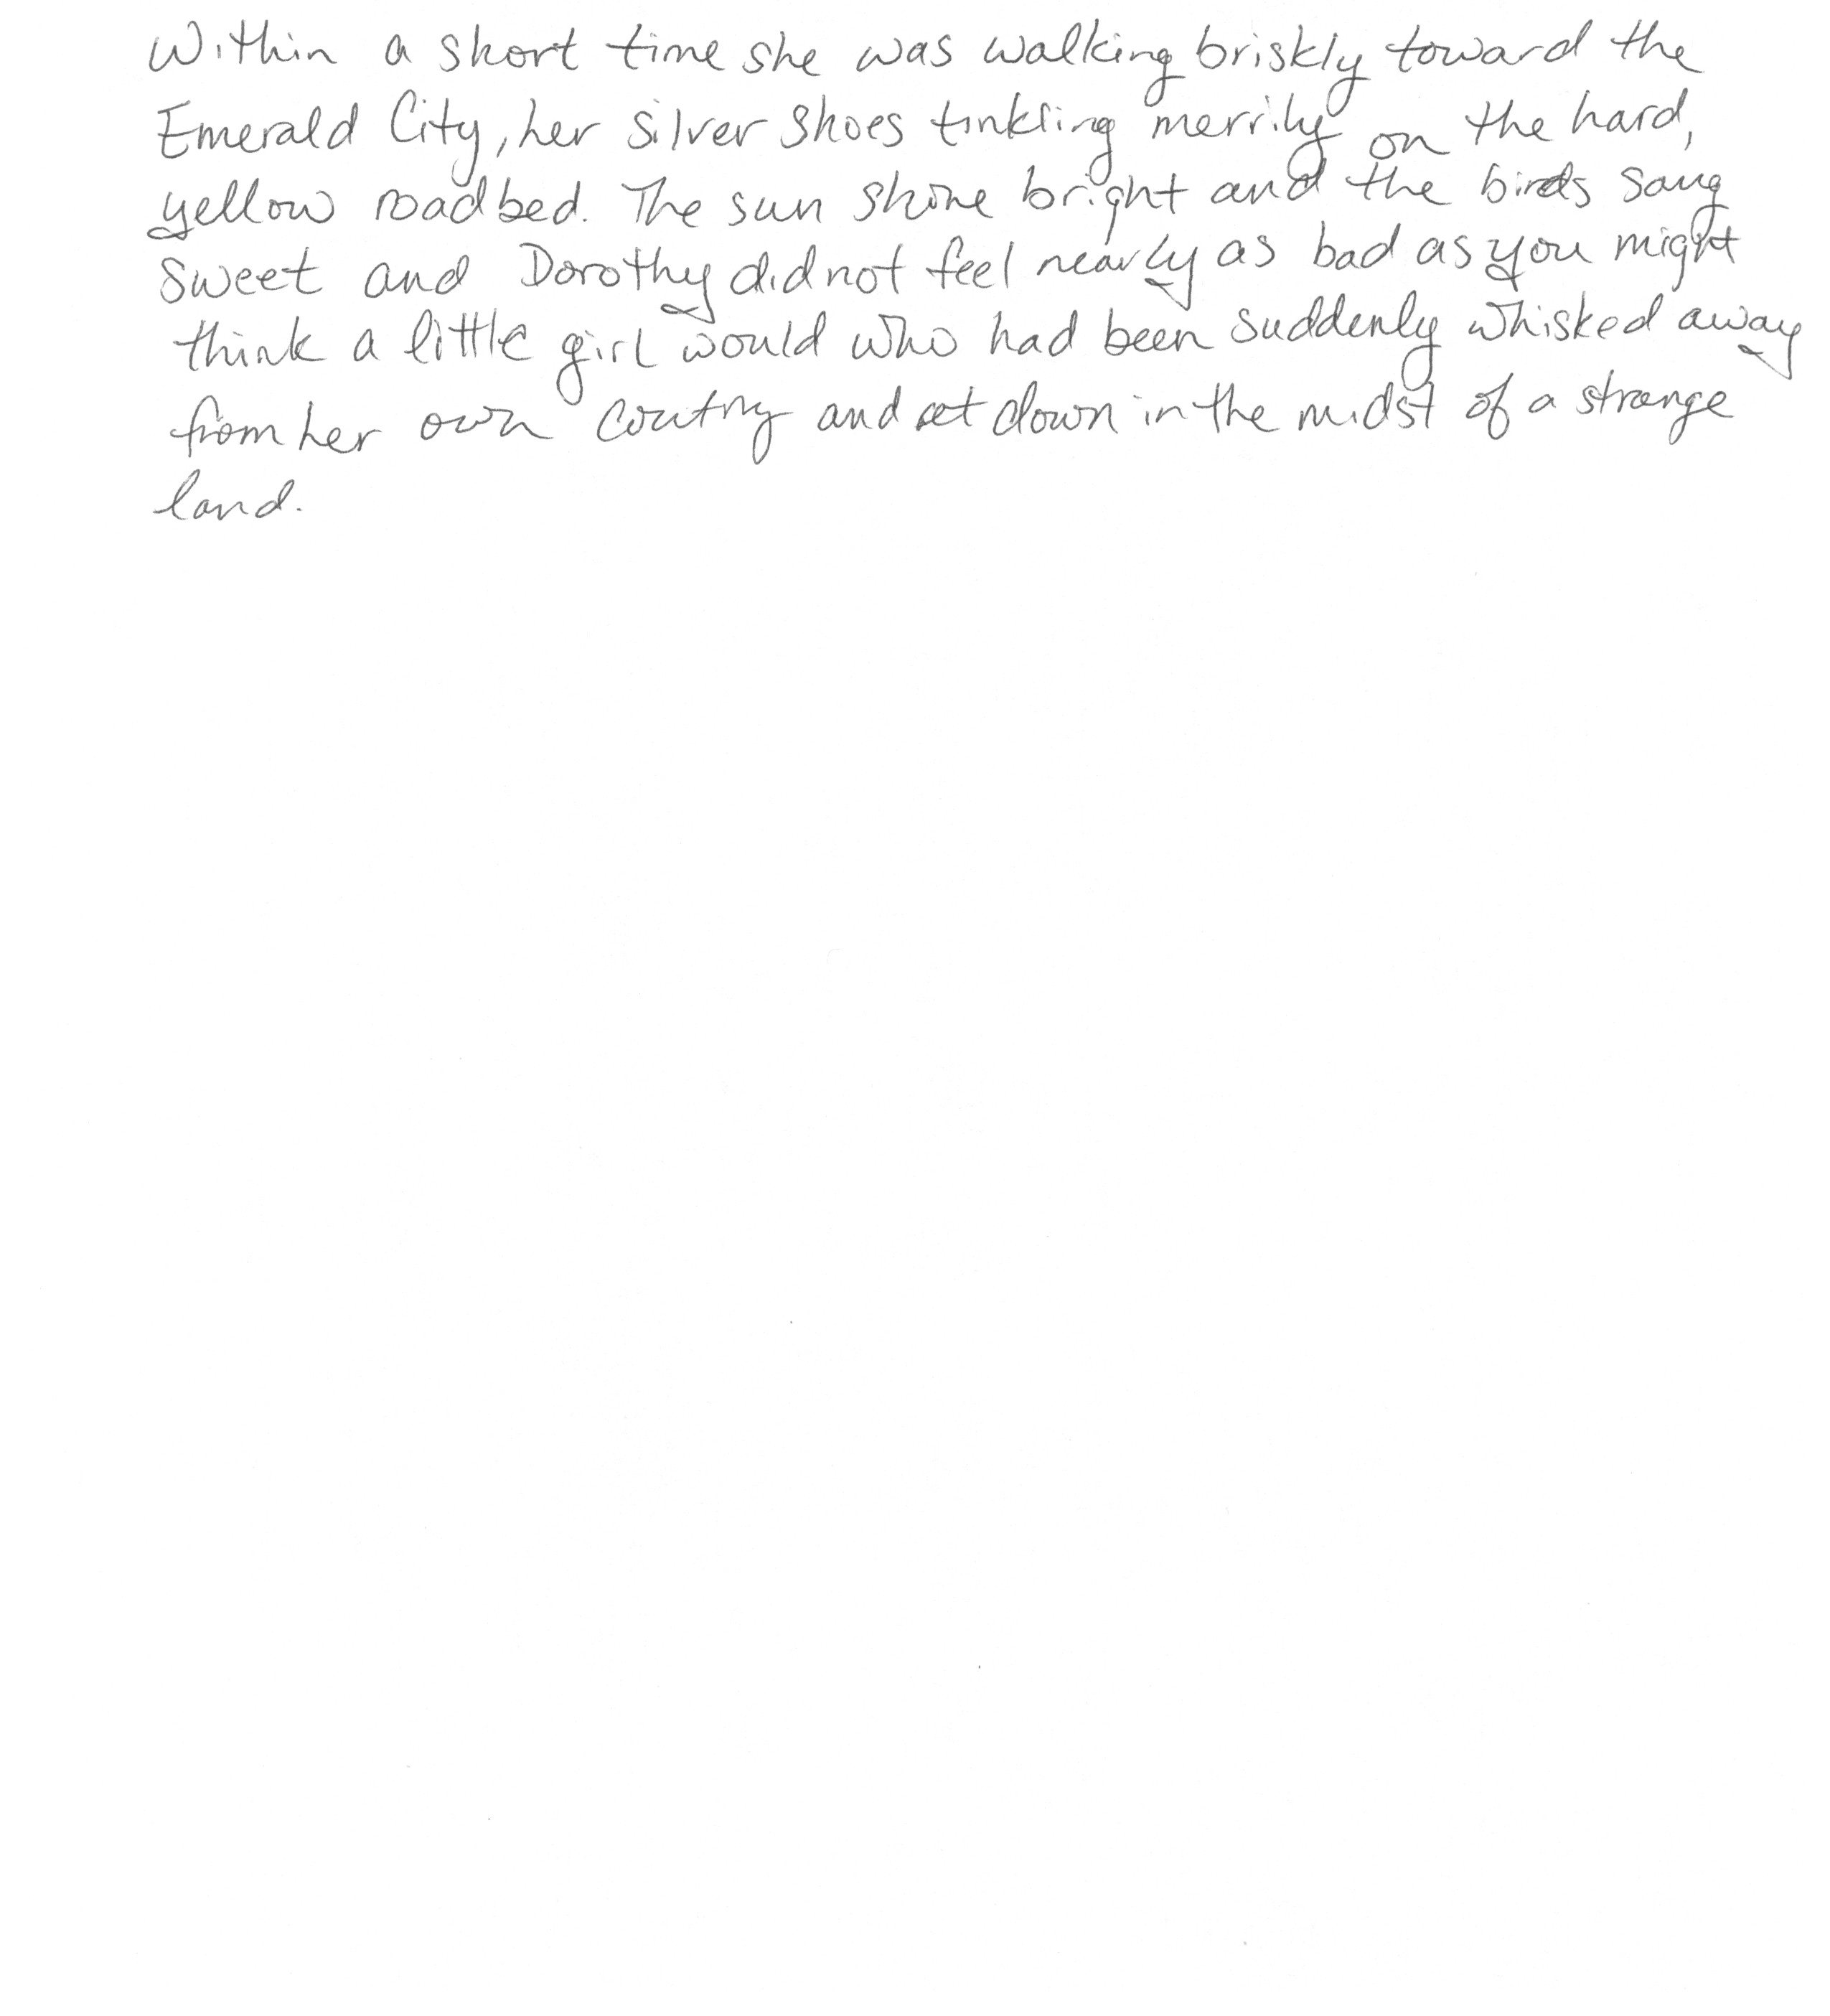 Within a short time she was walking briskly toward the
Emerald City, her silver shoes tinkling merrily on the hard,
yellow roadbed. The sun shone bright and the birds sang
sweet and Dorothy did not feel nearly as bad as you might
think a little girl would who had been suddenly whisked away
from her own coutry and set down in the midst of a strange
land.